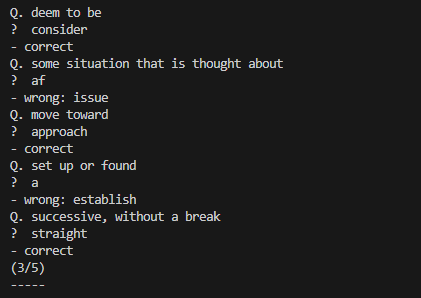 Q. deem to be
?  consider
- correct
Q. some situation that is thought about
?  af
- wrong: issue
Q. move toward
?  approach
- correct
Q. set up or found
?  a
- wrong: establish
Q. successive, without a break
?  straight
- correct
(3/5)
-----